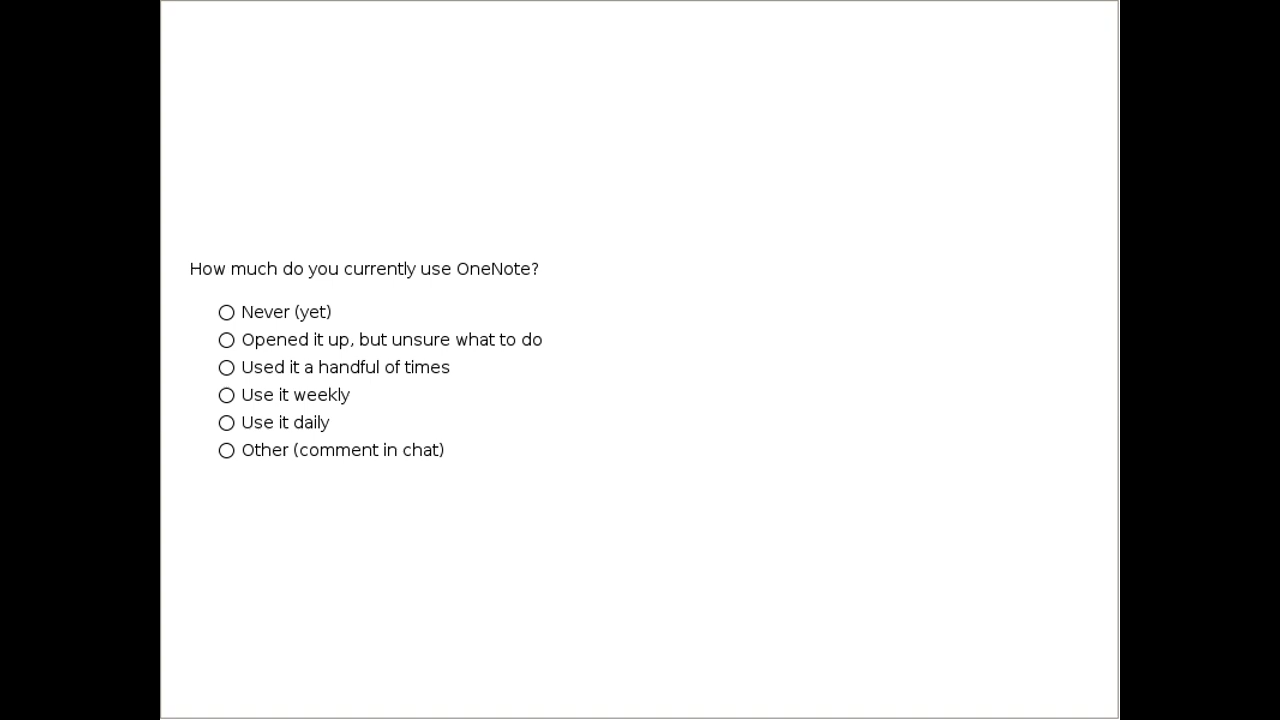 How much do you currently use OneNote?
Never (yet)
Opened it up, but unsure what to do
Used it a handful of times
Use it weekly
Use it daily
Other (comment in chat)